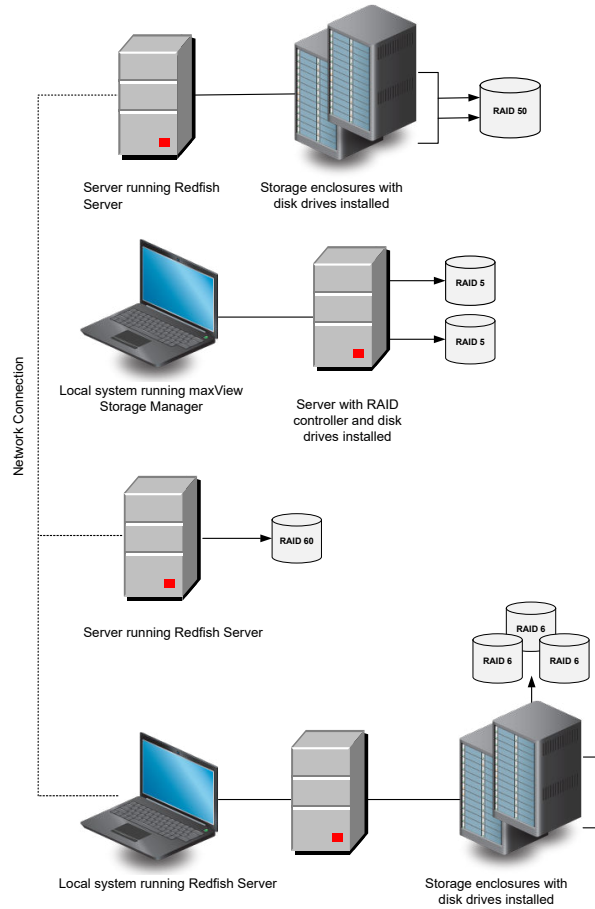 RAID 50
Server running Redfish
Server
Storage enclosures with
disk drives installed
RAID 5
RAID 5
Local system running maxView
Storage Manager
Server with RAID
controller and disk
drives installed
Network Connection
RAID 60
Server running Redfish Server
RAID 6
RAID 6
RAID 6
Local system running Redfish Server
Storage enclosures with
disk drives installed